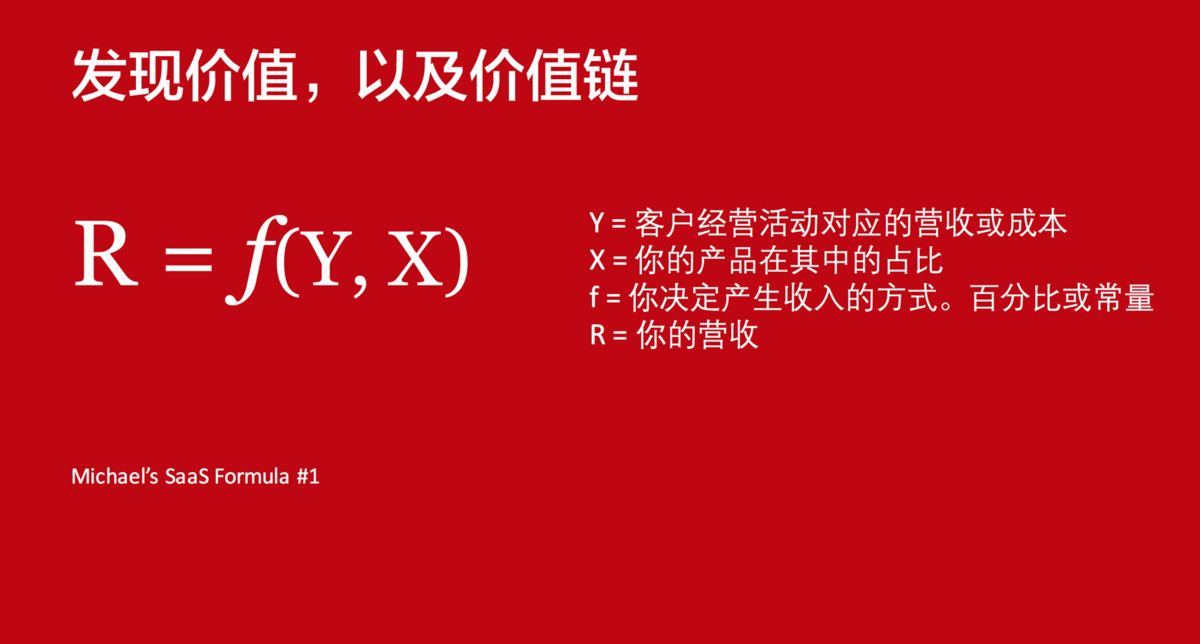 发现价值，以及价值链
R = f(Y, X)
Y = 客户经营活动对应的营收或成本
X = 你的产品在其中的占比
f = 你决定产生收入的方式。百分比或常量
R = 你的营收
Michael’s SaaS Formula #1